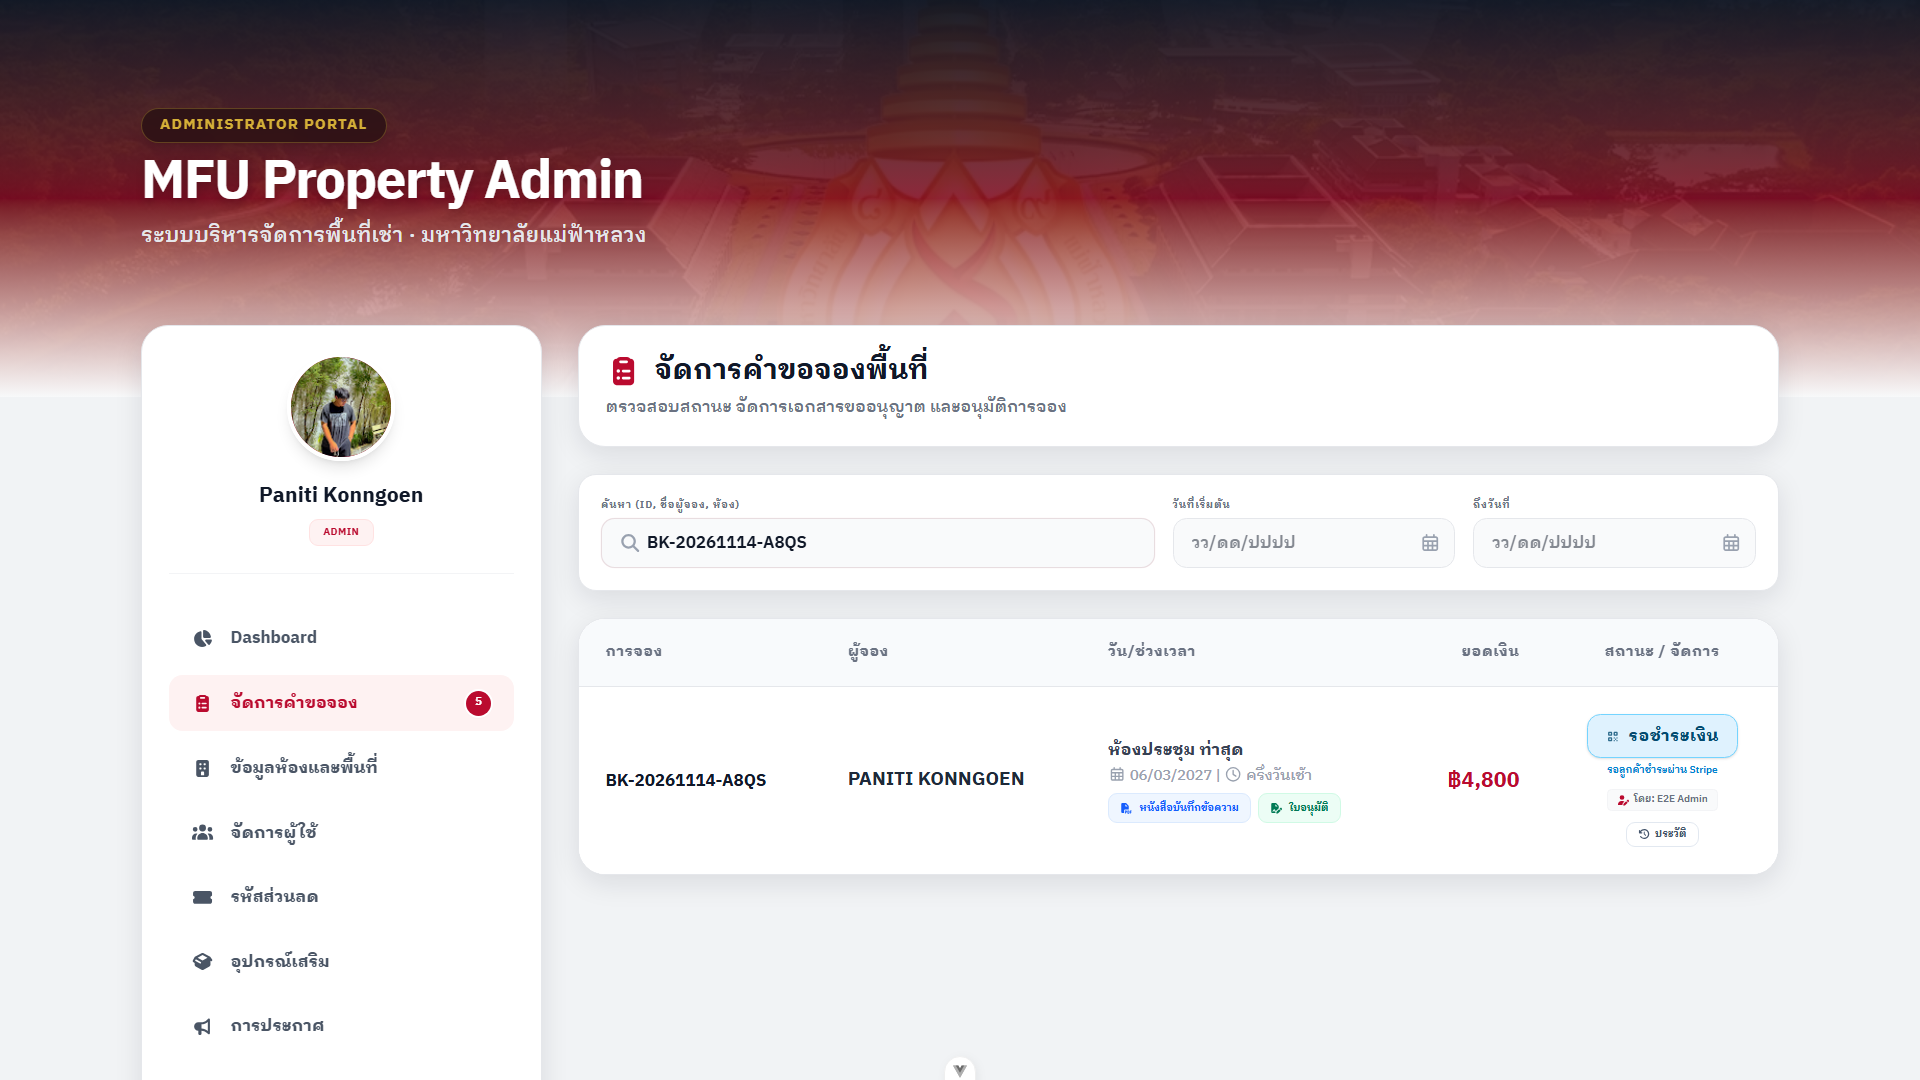 ADMINISTRATOR PORTAL
MFU Property Admin
ระบบบริหารจัดการพื้นที่เช่า · มหาวิทยาลัยแม่ฟ้าหลวง
Paniti Konngoen
ADMIN
Dashboard
จัดการคำขอจอง 5
ข้อมูลห้องและพื้นที่
จัดการผู้ใช้
รหัสส่วนลด
อุปกรณ์เสริม
การประกาศ
จัดการคำขอจองพื้นที่
ตรวจสอบสถานะ จัดการเอกสารขออนุญาต และอนุมัติการจอง
ค้นหา (ID, ชื่อผู้จอง, ห้อง) วันที่เริ่มต้น ถึงวันที่
BK-20261114-A8QS วว/ดด/ปปปป วว/ดด/ปปปป
การจอง ผู้จอง วัน/ช่วงเวลา ยอดเงิน สถานะ / จัดการ
BK-20261114-A8QS
PANITI KONNGOEN
ห้องประชุม ท่าสุด
06/03/2027 | ครึ่งวันเช้า
หนังสือบันทึกข้อความ ใบอนุมัติ
฿4,800
รอชำระเงิน
รอลูกค้าชำระผ่าน Stripe
โดย: E2E Admin
ประวัติ